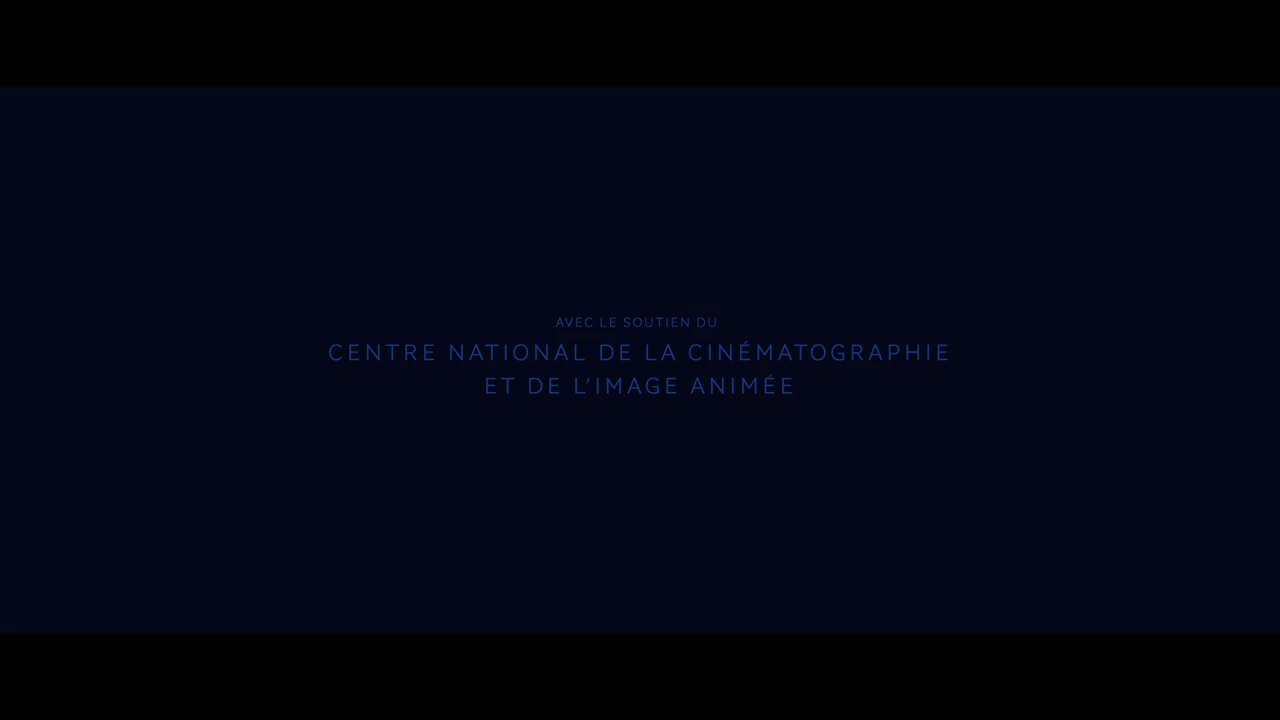 AVEC LE SOUTIEN DU
CENTRE NATIONAL DE LA CINÉMATOGRAPHIE
ET DE L’IMAGE ANIMÉE